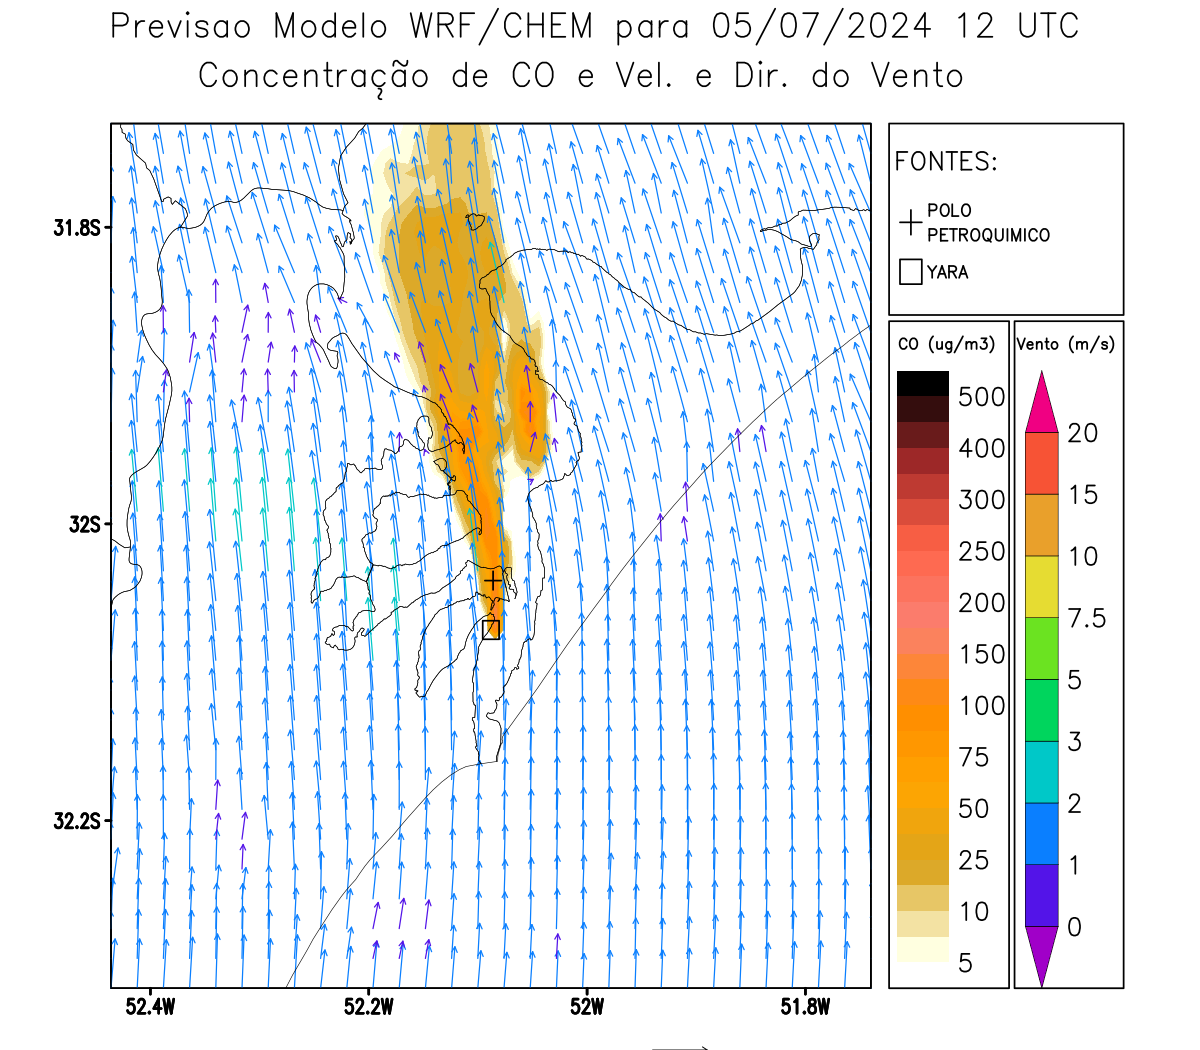 Previsao Modelo WRF/CHEM para 05/07/2024 12 UTC
Concentração de CO e Vel. e Dir. do Vento
FONTES:
POLO
PETROQUIMICO
YARA
CO (ug/m3)
500
400
300
250
200
150
100
75
50
25
10
5
Vento (m/s)
20
15
10
7.5
5
3
2
1
0
31.8S
32S
32.2S
52.4W
52.2W
52W
51.8W